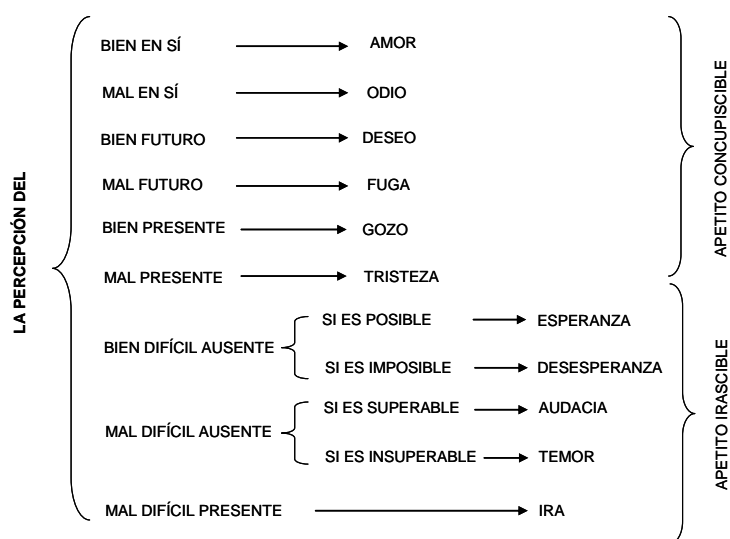 LA PERCEPCIÓN DEL
BIEN EN SÍ AMOR
MAL EN SÍ ODIO
BIEN FUTURO DESEO
MAL FUTURO FUGA
BIEN PRESENTE GOZO
MAL PRESENTE TRISTEZA
APETITO CONCUPISCIBLE
BIEN DIFÍCIL AUSENTE
SI ES POSIBLE ESPERANZA
SI ES IMPOSIBLE DESESPERANZA
MAL DIFÍCIL AUSENTE
SI ES SUPERABLE AUDACIA
SI ES INSUPERABLE TEMOR
MAL DIFÍCIL PRESENTE IRA
APETITO IRASCIBLE